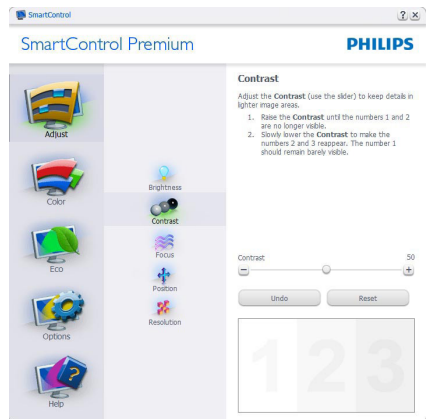 SmartControl
SmartControl Premium
PHILIPS
Adjust
Color
Eco
Options
Help
Brightness
Contrast
Focus
Position
Resolution
Contrast
Adjust the Contrast (use the slider) to keep details in
lighter image areas.
1. Raise the Contrast until the numbers 1 and 2
are no longer visible.
2. Slowly lower the Contrast to make the
numbers 2 and 3 reappear. The number 1
should remain barely visible.
Contrast 50
Undo Reset
1 2 3